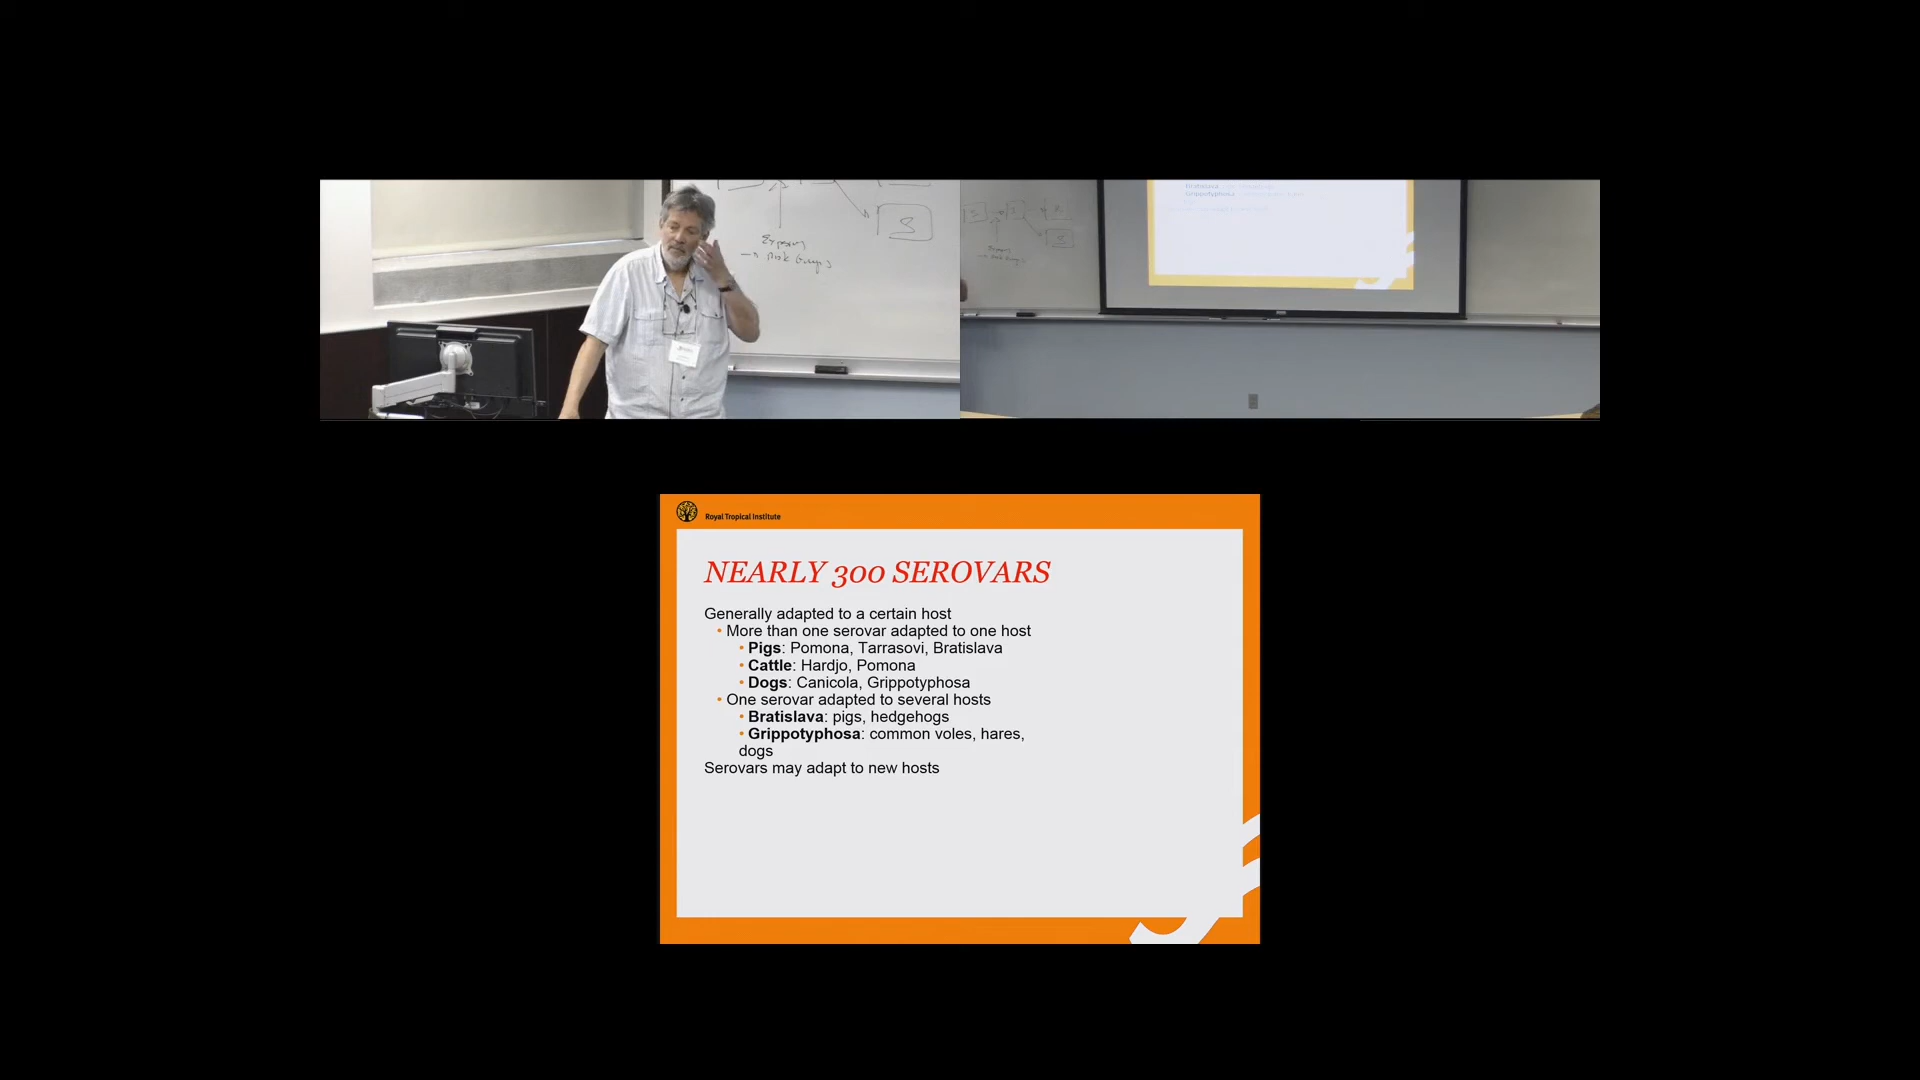 S
Royal Tropical Institute
NEARLY 300 SEROVARS
Generally adapted to a certain host
• More than one serovar adapted to one host
• Pigs: Pomona, Tarrasovi, Bratislava
• Cattle: Hardjo, Pomona
• Dogs: Canicola, Grippotyphosa
• One serovar adapted to several hosts
• Bratislava: pigs, hedgehogs
• Grippotyphosa: common voles, hares,
dogs
Serovars may adapt to new hosts